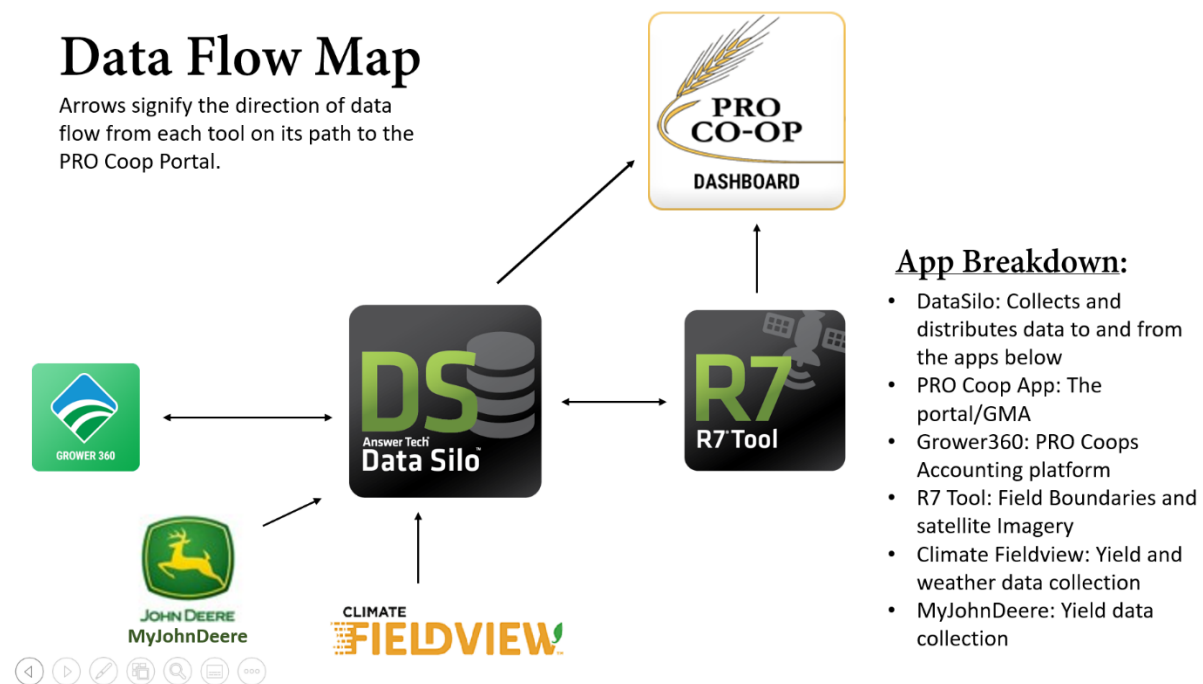 Data Flow Map
Arrows signify the direction of data
flow from each tool on its path to the
PRO Coop Portal.
PRO
CO-OP
DASHBOARD
DS
Answer Tech®
Data Silo™
R7
R7® Tool
GROWER 360
JOHN DEERE
MyJohnDeere
CLIMATE
FIELDVIEW™
App Breakdown:
• DataSilo: Collects and
distributes data to and from
the apps below
• PRO Coop App: The
portal/GMA
• Grower360: PRO Coops
Accounting platform
• R7 Tool: Field Boundaries and
satellite Imagery
• Climate Fieldview: Yield and
weather data collection
• MyJohnDeere: Yield data
collection